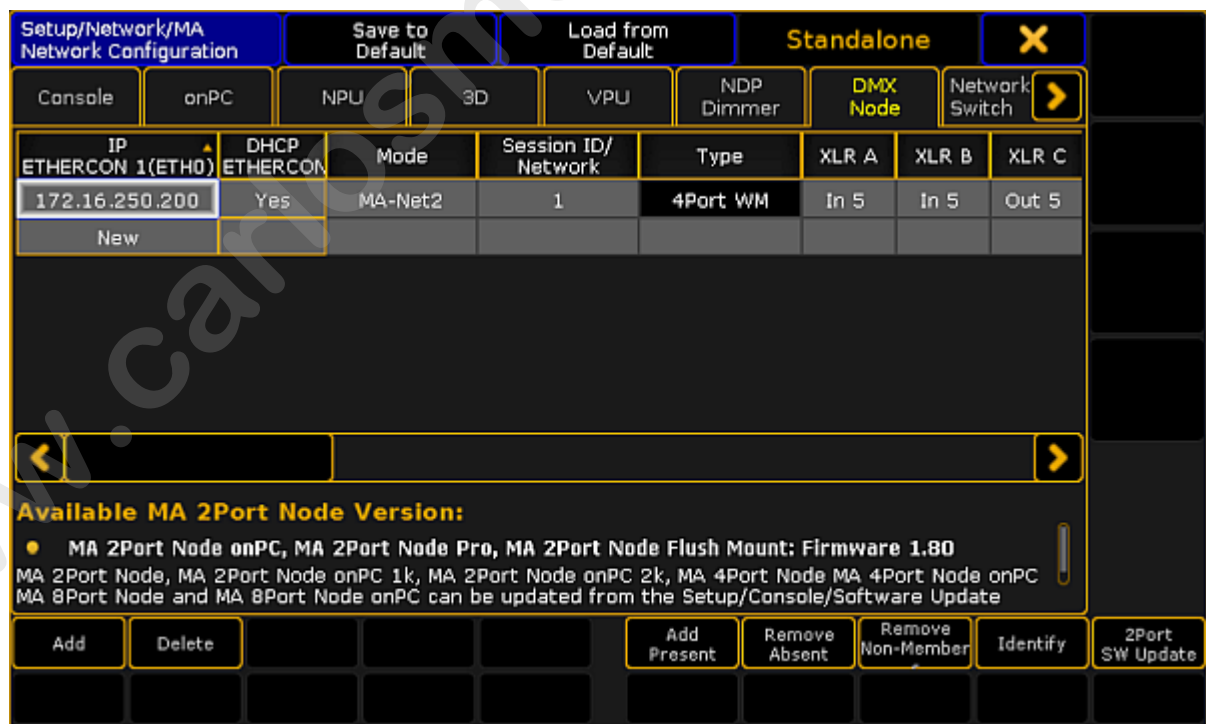 Setup/Network/MA
Network Configuration
Save to
Default
Load from
Default
Standalone
Console
onPC
NPU
3D
VPU
NDP
Dimmer
DMX
Node
Network
Switch
IP
ETHERCON 1(ETH0)
DHCP
ETHERCON
Mode
Session ID/
Network
Type
XLR A
XLR B
XLR C
172.16.250.200
Yes
MA-Net2
1
4Port WM
In 5
In 5
Out 5
New
Available MA 2Port Node Version:
MA 2Port Node onPC, MA 2Port Node Pro, MA 2Port Node Flush Mount: Firmware 1.80
MA 2Port Node, MA 2Port Node onPC 1k, MA 2Port Node onPC 2k, MA 4Port Node MA 4Port Node onPC
MA 8Port Node and MA 8Port Node onPC can be updated from the Setup/Console/Software Update
Add
Delete
Add
Present
Remove
Absent
Remove
Non-Member
Identify
2Port
SW Update